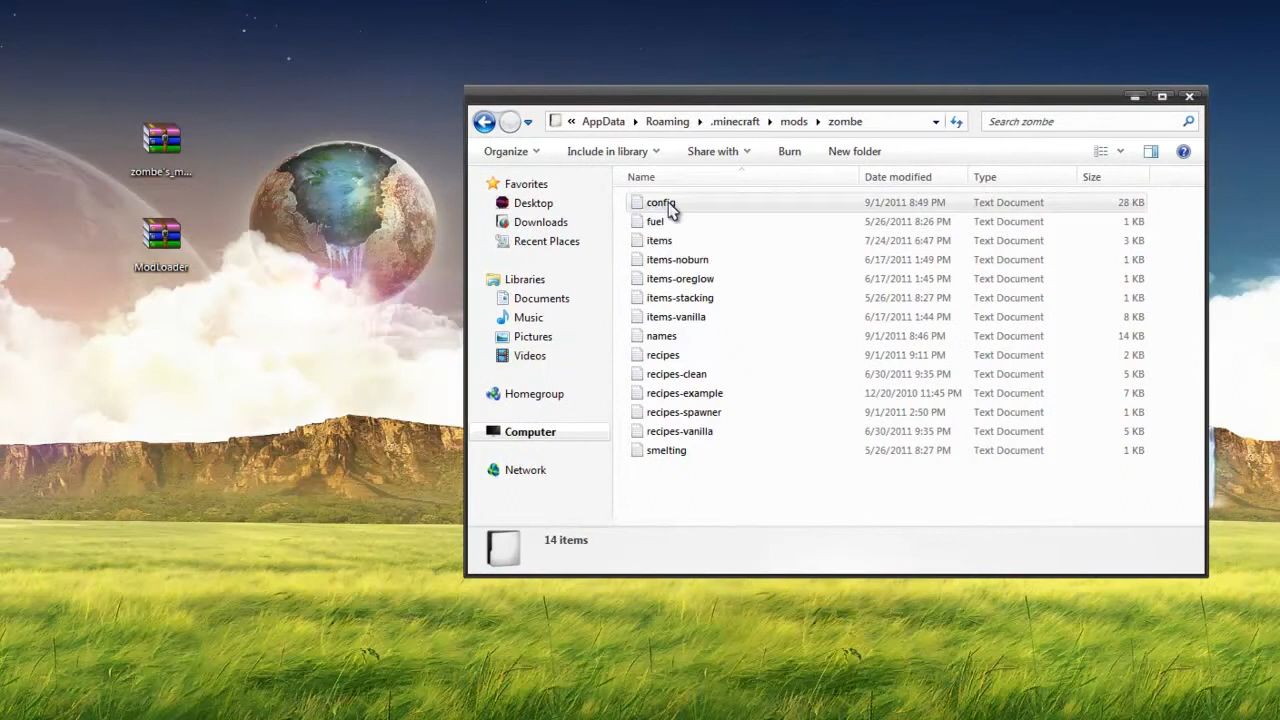 zombe's_m...
ModLoader
« AppData Roaming .minecraft mods zombe
Search zombe
Organize Include in library Share with Burn New folder
Favorites
Desktop
Downloads
Recent Places
Libraries
Documents
Music
Pictures
Videos
Homegroup
Computer
Network
Name Date modified Type Size
config 9/1/2011 8:49 PM Text Document 28 KB
fuel 5/26/2011 8:26 PM Text Document 1 KB
items 7/24/2011 6:47 PM Text Document 3 KB
items-noburn 6/17/2011 1:49 PM Text Document 1 KB
items-oreglow 6/17/2011 1:45 PM Text Document 1 KB
items-stacking 5/26/2011 8:27 PM Text Document 1 KB
items-vanilla 6/17/2011 1:44 PM Text Document 8 KB
names 9/1/2011 8:46 PM Text Document 14 KB
recipes 9/1/2011 9:11 PM Text Document 2 KB
recipes-clean 6/30/2011 9:35 PM Text Document 5 KB
recipes-example 12/20/2010 11:45 PM Text Document 7 KB
recipes-spawner 9/1/2011 2:50 PM Text Document 1 KB
recipes-vanilla 6/30/2011 9:35 PM Text Document 5 KB
smelting 5/26/2011 8:27 PM Text Document 1 KB
14 items